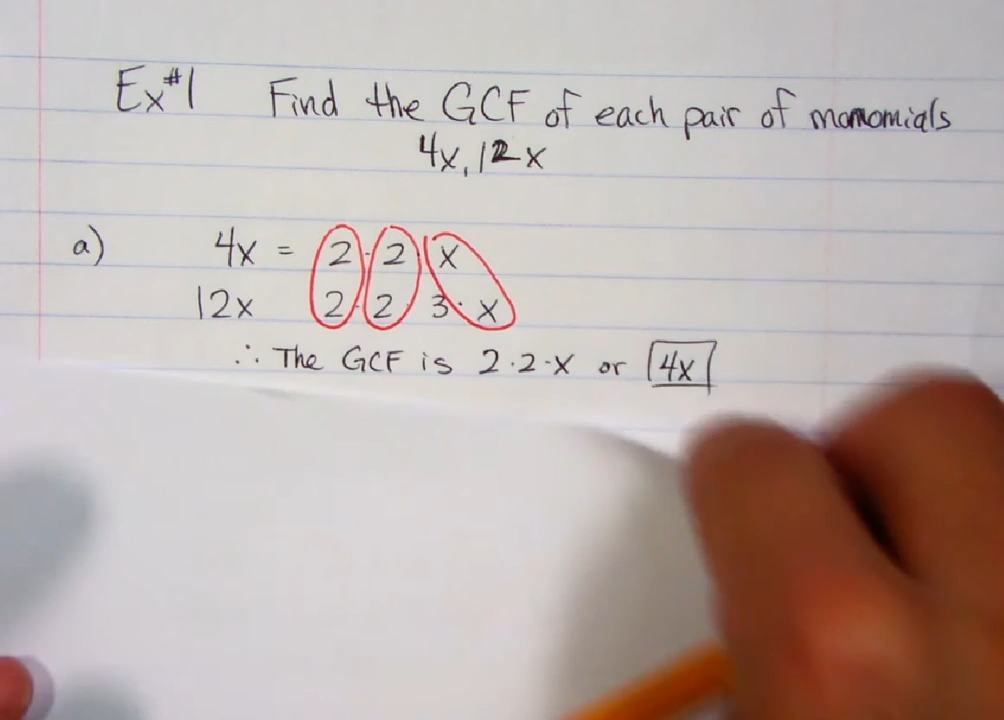 Ex #1 Find the GCF of each pair of monomials
4x, 12x
a) 4x = 2 · 2 x
12x 2 · 2 3 · x
∴ The GCF is 2·2·x or 4x